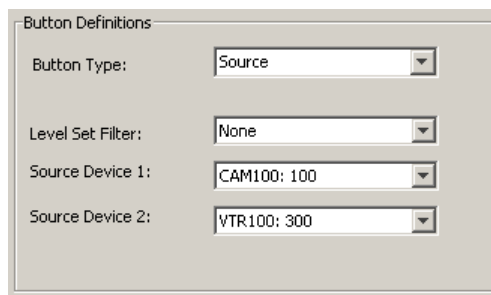 Button Definitions
Button Type: Source
Level Set Filter: None
Source Device 1: CAM100: 100
Source Device 2: VTR100: 300